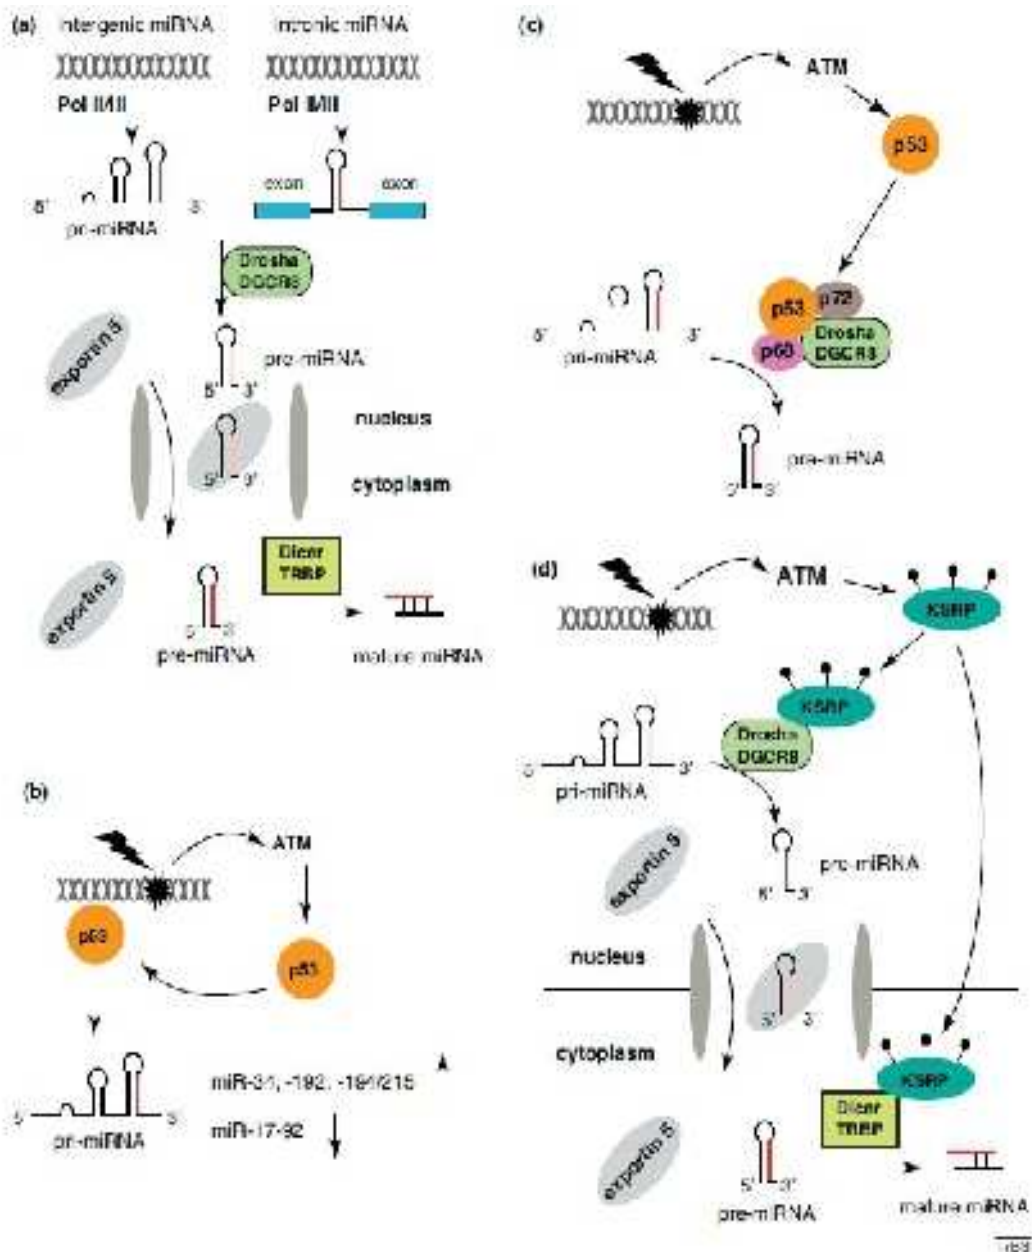 (a)
Intergenic miRNA
Intronic miRNA
Pol II/III
Pol II/III
exon
exon
5'
3'
pri-miRNA
Drosha
DGCR8
exportin 5
pre-miRNA
5'
3'
nucleus
5'
3'
cytoplasm
exportin 5
Dicer
TRBP
5'
3'
pre-miRNA
mature miRNA
(b)
ATM
p53
p53
miR-34, -192, -194/215
5'
3'
pri-miRNA
miR-17-92
(c)
ATM
p53
p53
p72
5'
3'
Drosha
pri-miRNA
p68
DGCR8
pre-miRNA
5'
3'
(d)
ATM
KSRP
KSRP
Drosha
DGCR8
5'
3'
pri-miRNA
exportin 5
pre-miRNA
5'
3'
nucleus
5'
3'
cytoplasm
KSRP
Dicer
TRBP
exportin 5
5'
3'
pre-miRNA
mature miRNA